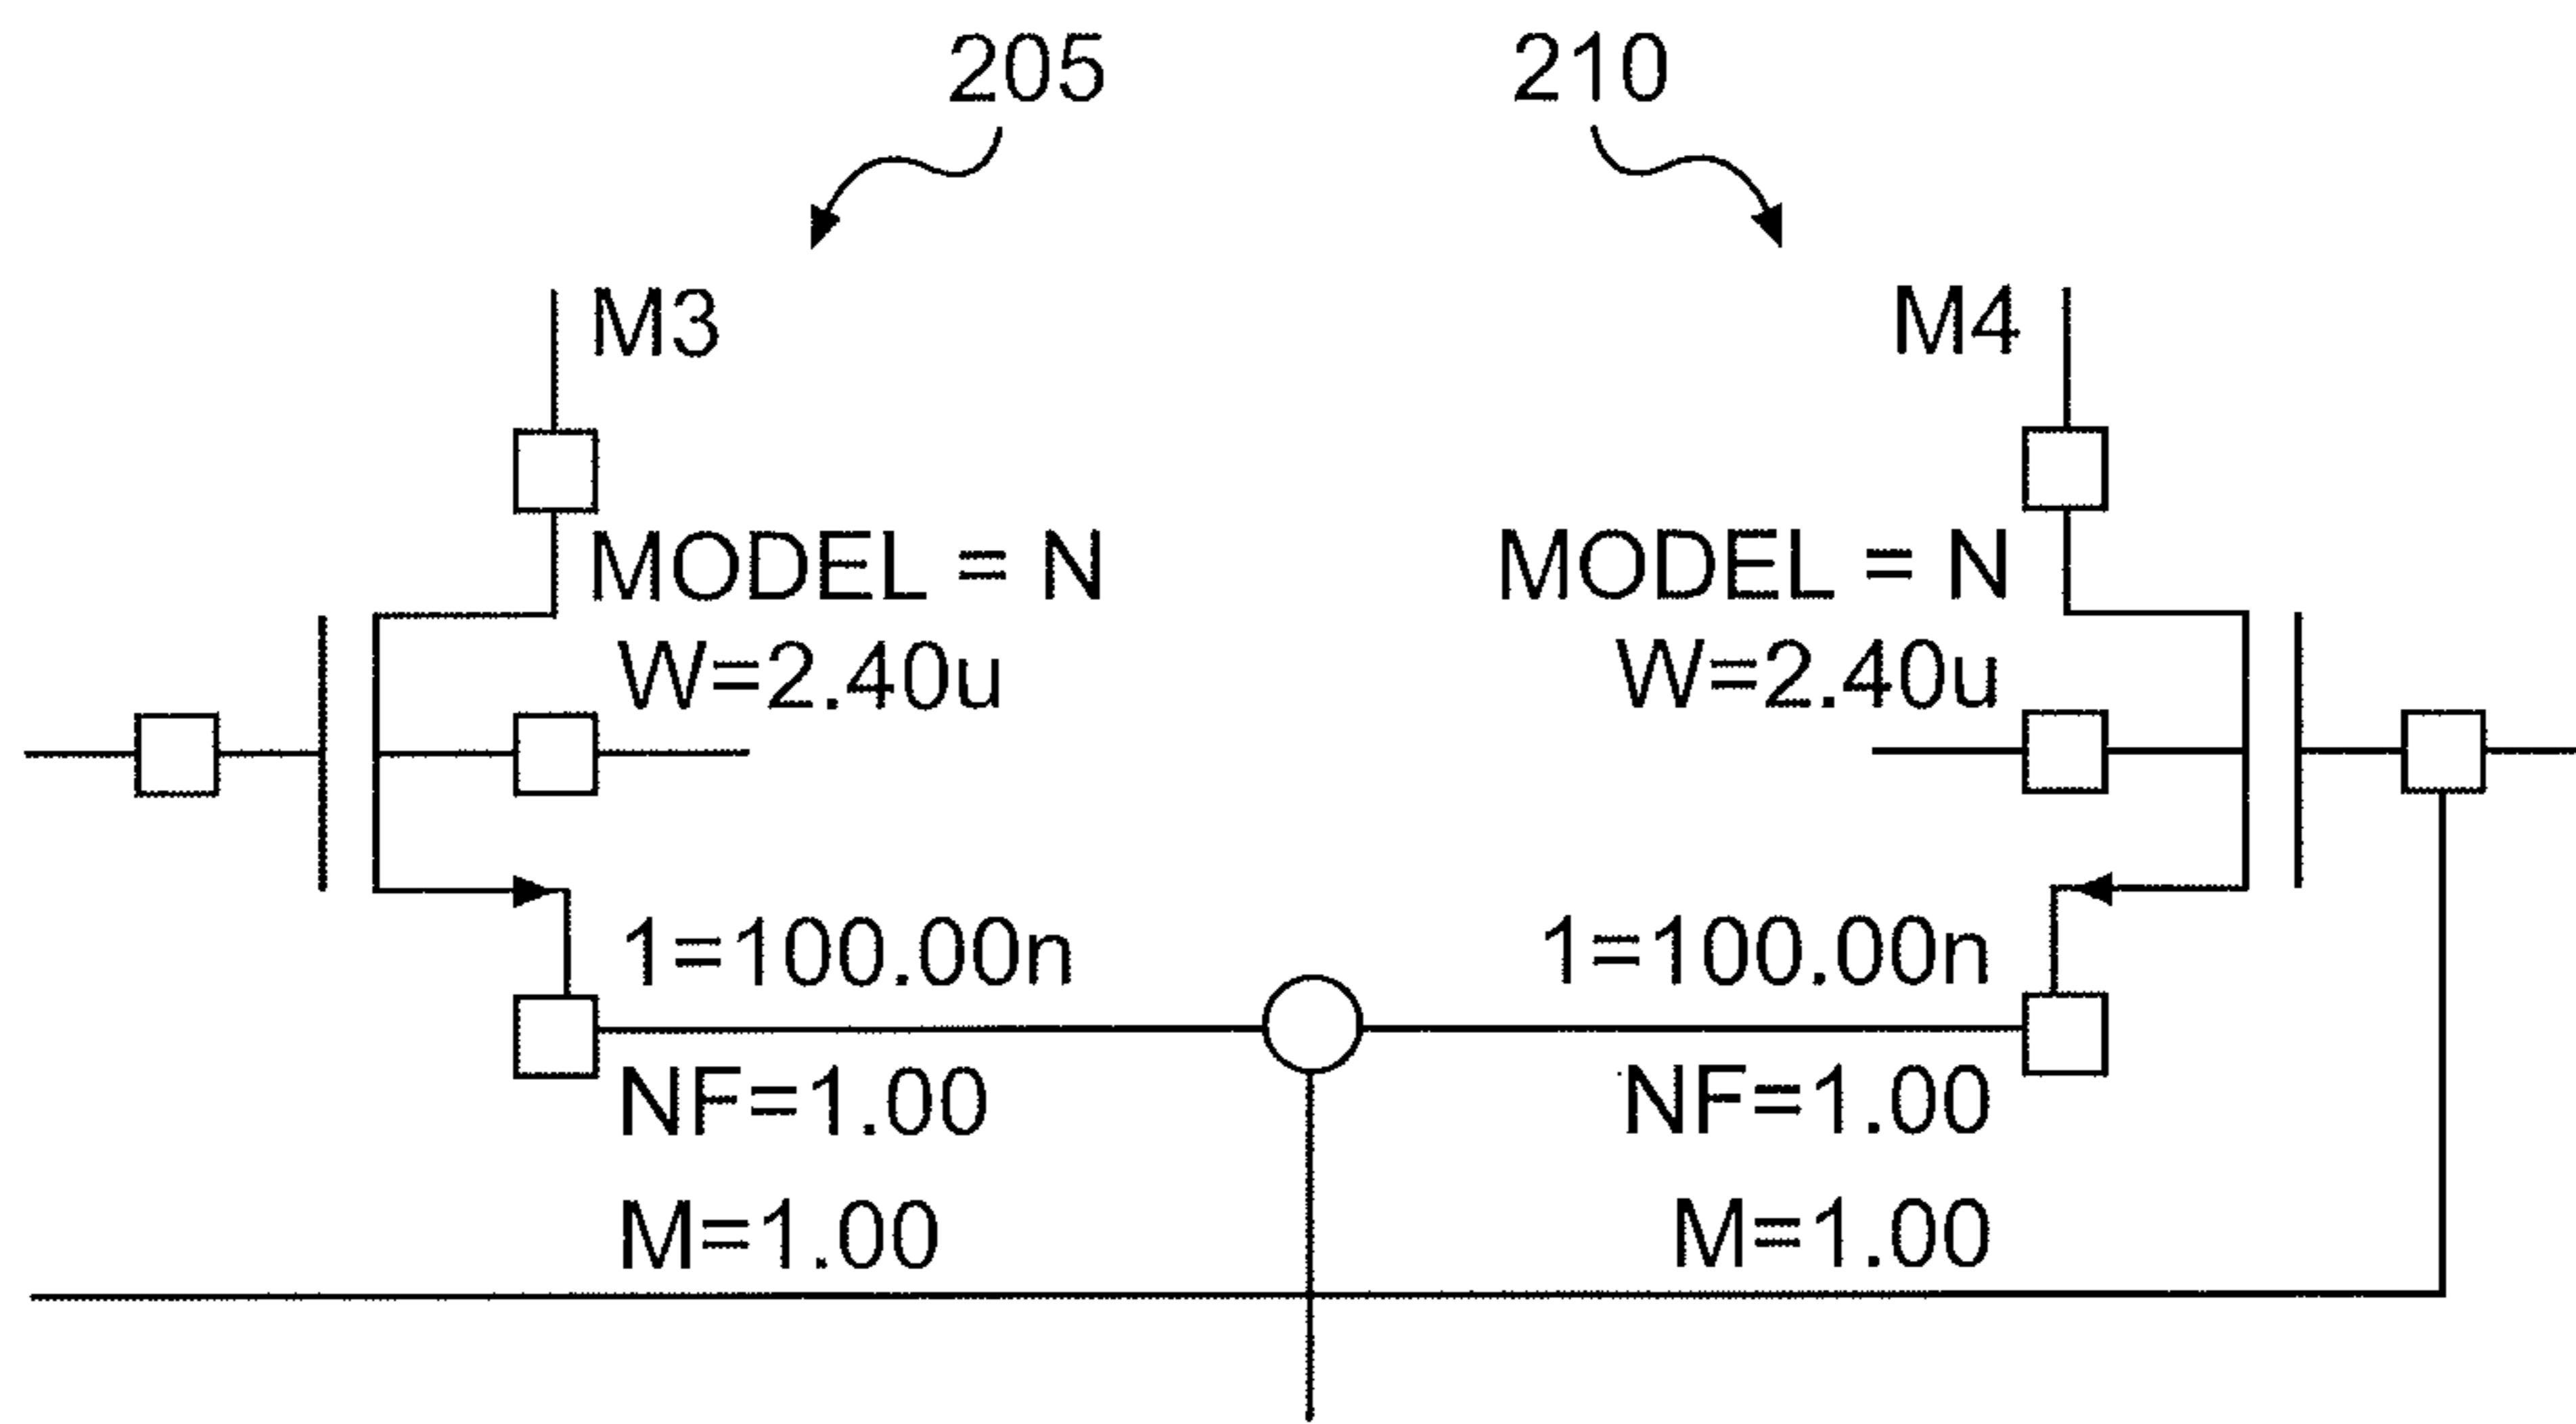 205 210
M3 M4
MODEL = N MODEL = N
W=2.40u W=2.40u
1=100.00n 1=100.00n
NF=1.00 NF=1.00
M=1.00 M=1.00